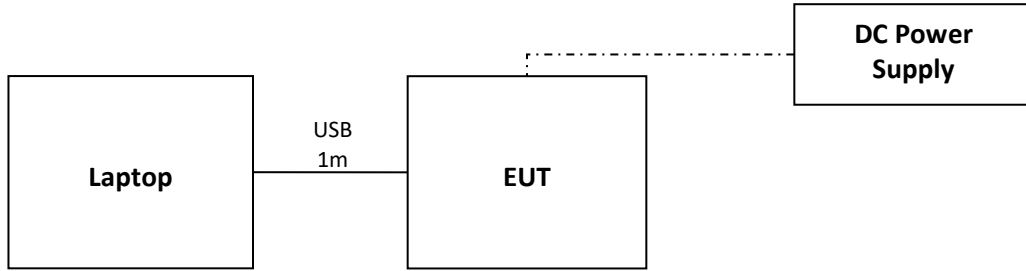 DC Power
Supply
USB
1m
Laptop
EUT